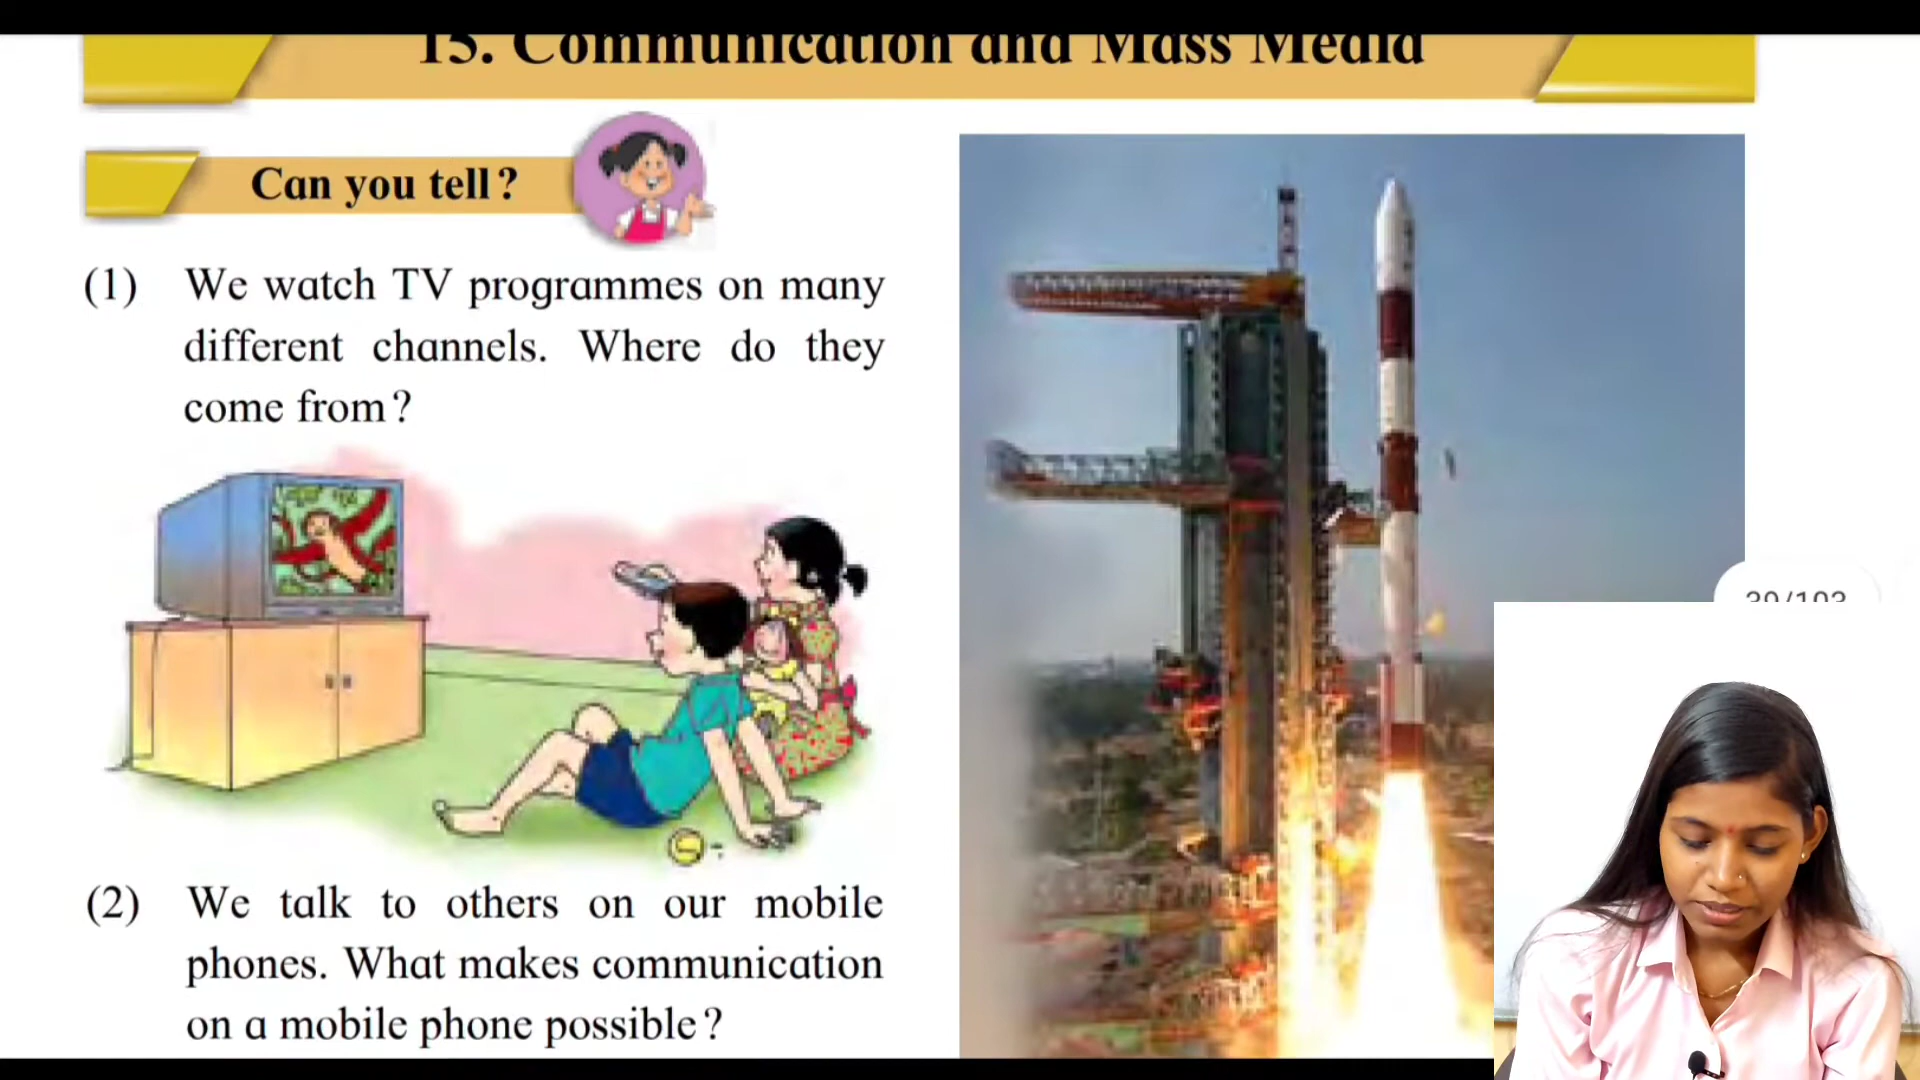 15. Communication and Mass Media
Can you tell?
(1) We watch TV programmes on many
different channels. Where do they
come from?
(2) We talk to others on our mobile
phones. What makes communication
on a mobile phone possible?
39/103